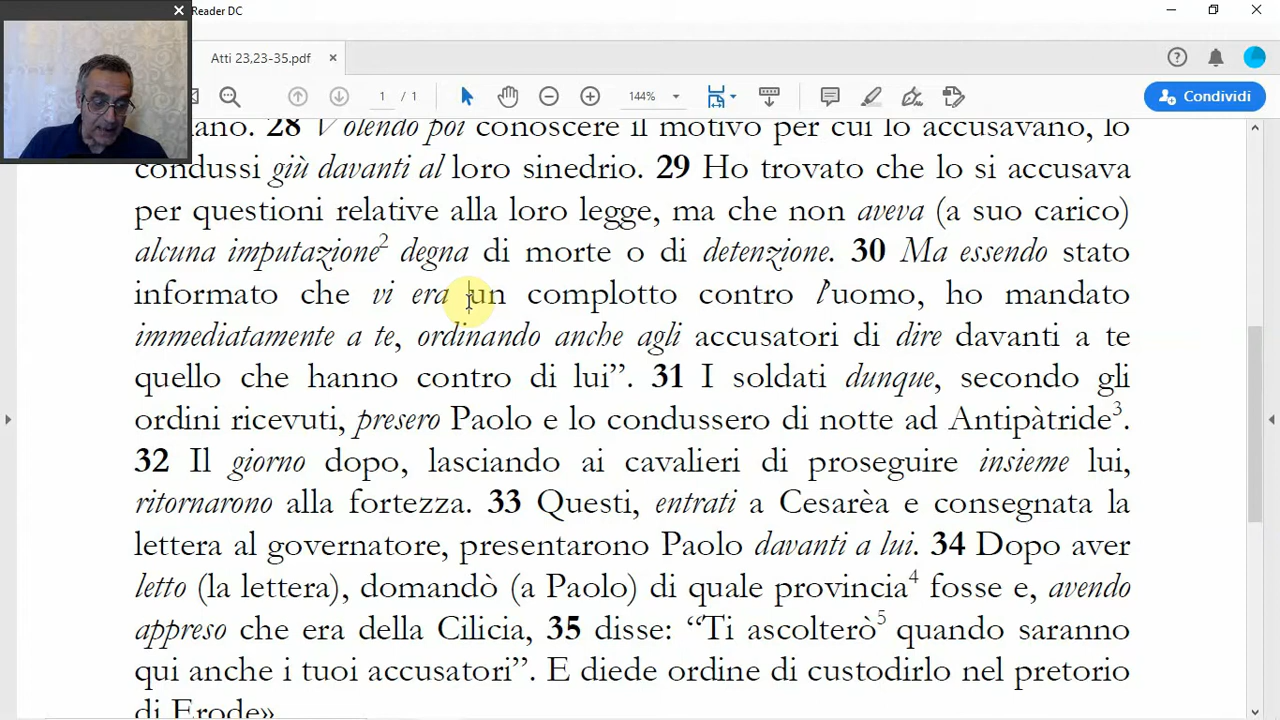 Reader DC
Atti 23,23-35.pdf
1 / 1
144%
Condividi
28 Volendo poi conoscere il motivo per cui lo accusavano, lo
condussi giù davanti al loro sinedrio. 29 Ho trovato che lo si accusava
per questioni relative alla loro legge, ma che non aveva (a suo carico)
alcuna imputazione2 degna di morte o di detenzione. 30 Ma essendo stato
informato che vi era un complotto contro l'uomo, ho mandato
immediatamente a te, ordinando anche agli accusatori di dire davanti a te
quello che hanno contro di lui”. 31 I soldati dunque, secondo gli
ordini ricevuti, presero Paolo e lo condussero di notte ad Antipàtride3.
32 Il giorno dopo, lasciando ai cavalieri di proseguire insieme lui,
ritornarono alla fortezza. 33 Questi, entrati a Cesarèa e consegnata la
lettera al governatore, presentarono Paolo davanti a lui. 34 Dopo aver
letto (la lettera), domandò (a Paolo) di quale provincia4 fosse e, avendo
appreso che era della Cilicia, 35 disse: “Ti ascolterò5 quando saranno
qui anche i tuoi accusatori”. E diede ordine di custodirlo nel pretorio
di Erode».